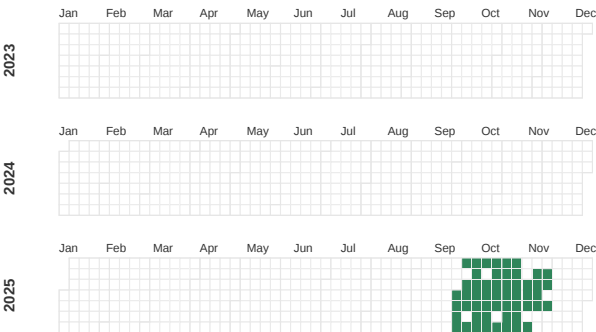 Jan Feb Mar Apr May Jun Jul Aug Sep Oct Nov Dec
2023
Jan Feb Mar Apr May Jun Jul Aug Sep Oct Nov Dec
2024
Jan Feb Mar Apr May Jun Jul Aug Sep Oct Nov Dec
2025